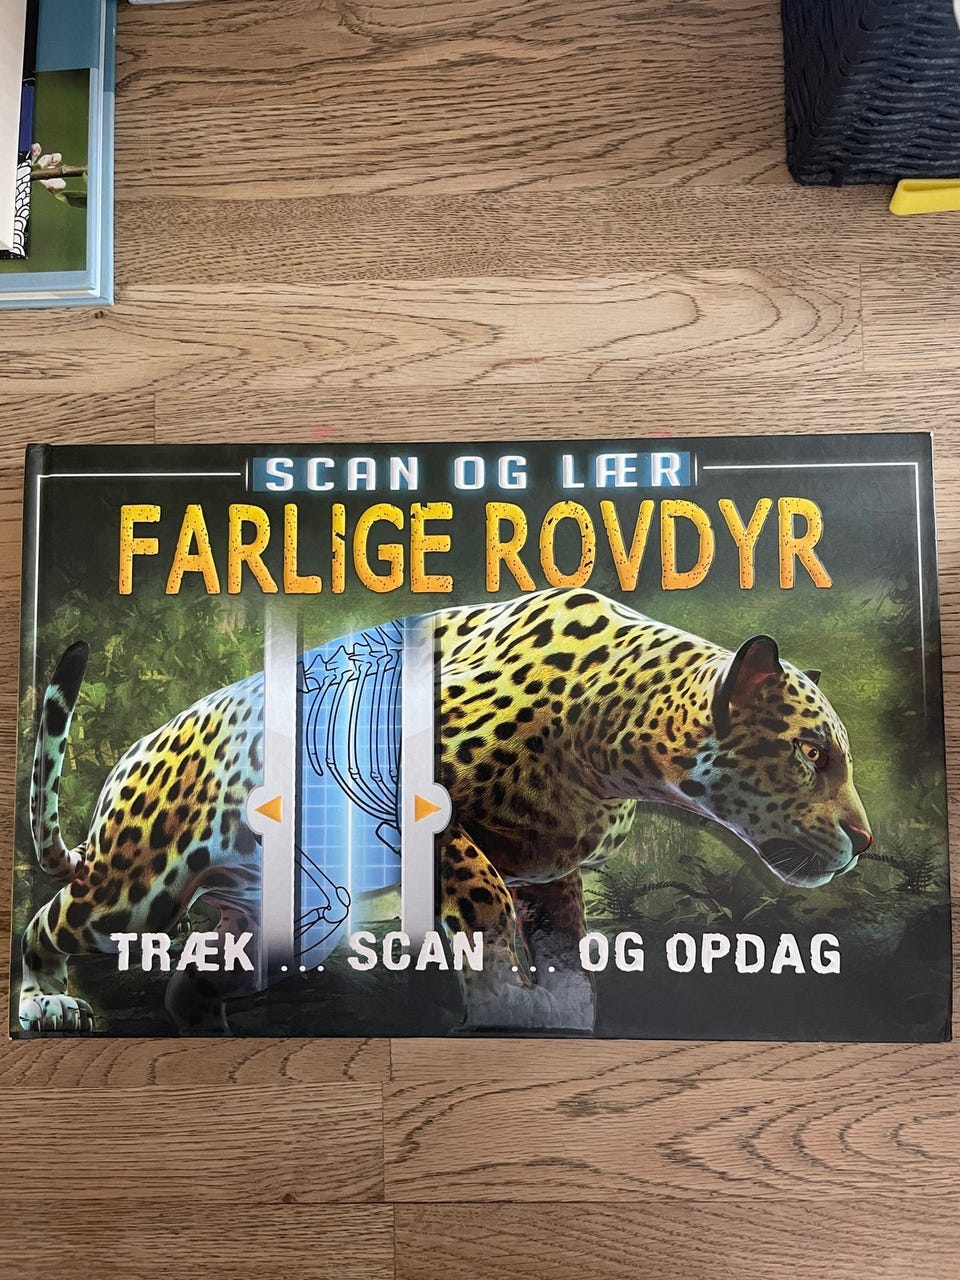 SCAN OG LÆR
FARLIGE ROVDYR
TRÆK ... SCAN ... OG OPDAG